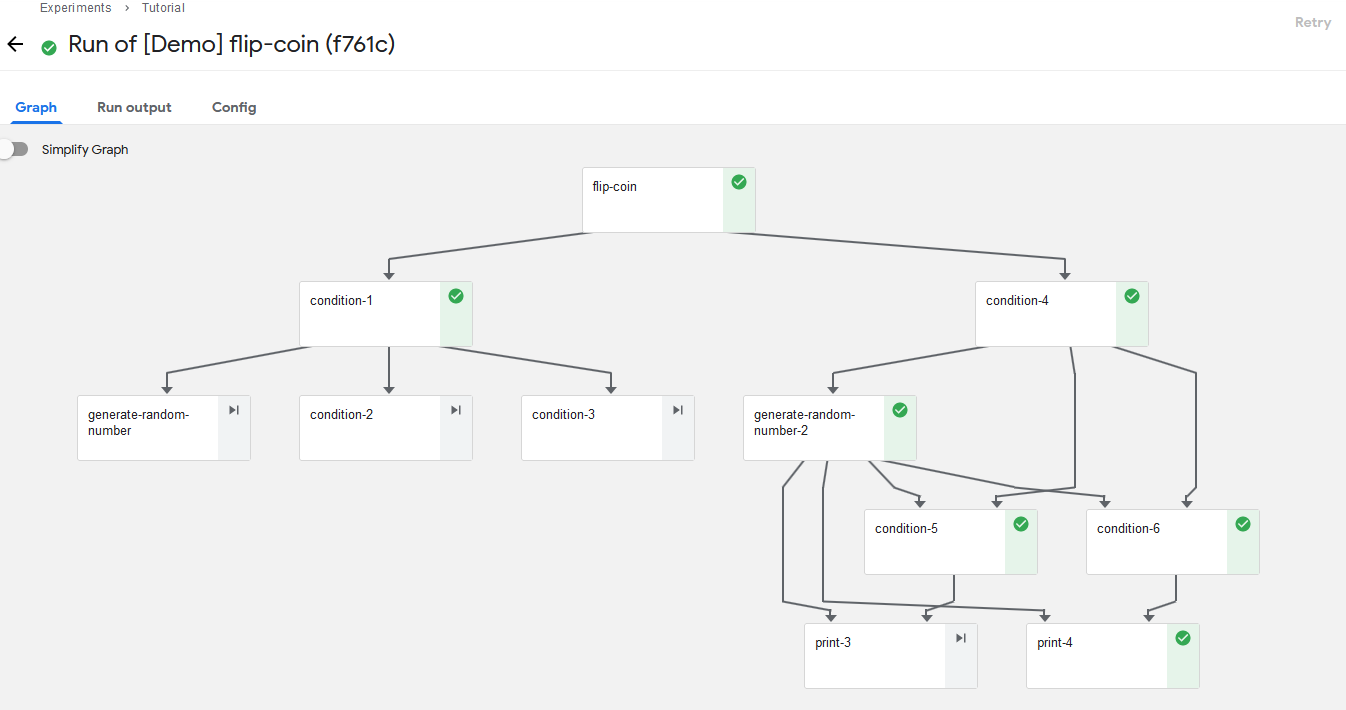 Experiments > Tutorial
Retry
Run of [Demo] flip-coin (f761c)
Graph Run output Config
Simplify Graph
flip-coin
condition-1
condition-4
generate-random-
number
condition-2
condition-3
generate-random-
number-2
condition-5
condition-6
print-3
print-4